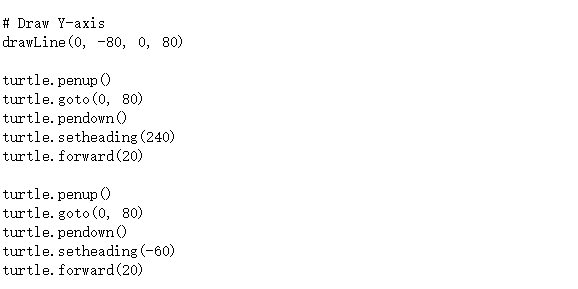 # Draw Y-axis
drawLine(0, -80, 0, 80)

turtle.penup()
turtle.goto(0, 80)
turtle.pendown()
turtle.setheading(240)
turtle.forward(20)

turtle.penup()
turtle.goto(0, 80)
turtle.pendown()
turtle.setheading(-60)
turtle.forward(20)